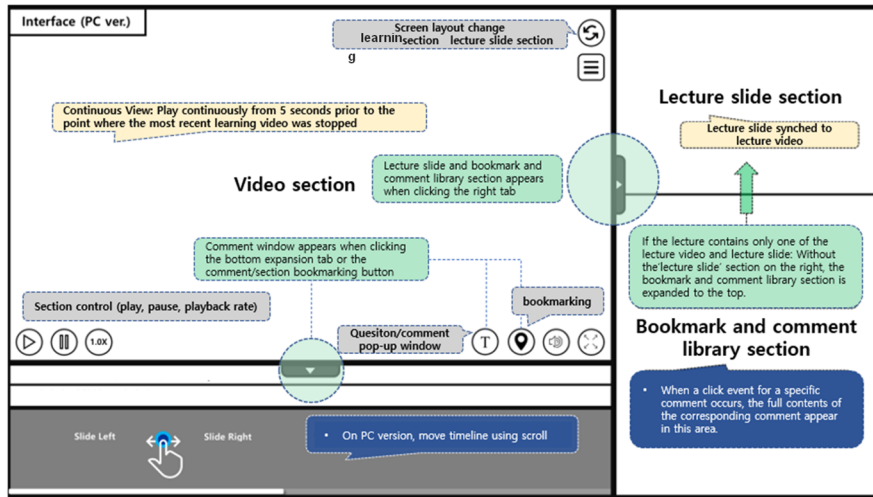 Interface (PC ver.)
Screen layout change
learnin section lecture slide section
g
Continuous View: Play continuously from 5 seconds prior to the
point where the most recent learning video was stopped
Video section
Lecture slide and bookmark and
comment library section appears
when clicking the right tab
Comment window appears when clicking
the bottom expansion tab or the
comment/section bookmarking button
Section control (play, pause, playback rate)
bookmarking
Quesiton/comment
pop-up window
1.0X
T
Lecture slide section
Lecture slide synched to
lecture video
If the lecture contains only one of the
lecture video and lecture slide: Without
the'lecture slide' section on the right, the
bookmark and comment library section is
expanded to the top.
Bookmark and comment
library section
• When a click event for a specific
comment occurs, the full contents of
the corresponding comment appear
in this area.
Slide Left
Slide Right
• On PC version, move timeline using scroll